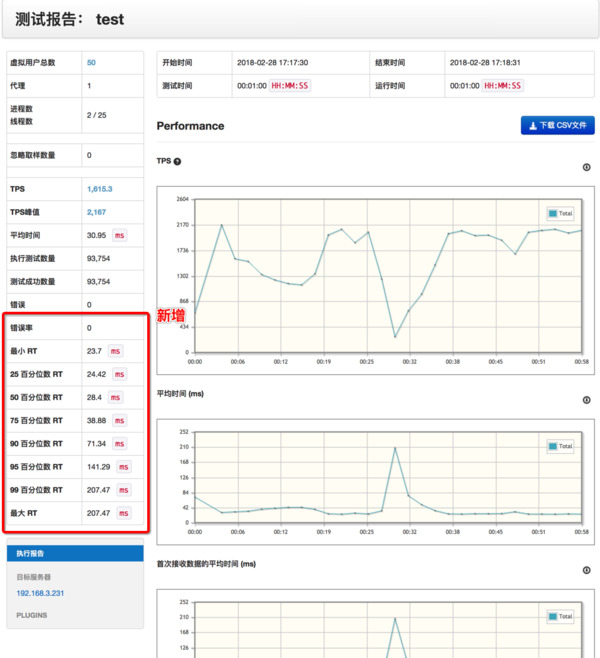 测试报告： test
虚拟用户总数 50
代理 1
进程数
线程数 2 / 25
忽略取样数量 0
TPS 1,615.3
TPS峰值 2,167
平均时间 30.95 ms
执行测试数量 93,754
测试成功数量 93,754
错误 0
错误率 0
最小 RT 23.7 ms
25 百分位数 RT 24.42 ms
50 百分位数 RT 28.4 ms
75 百分位数 RT 38.88 ms
90 百分位数 RT 71.34 ms
95 百分位数 RT 141.29 ms
99 百分位数 RT 207.47 ms
最大 RT 207.47 ms
新增
执行报告
目标服务器
192.168.3.231
PLUGINS
开始时间 2018-02-28 17:17:30 结束时间 2018-02-28 17:18:31
测试时间 00:01:00 HH:MM:SS 运行时间 00:01:00 HH:MM:SS
Performance
下载 CSV文件
TPS ?
2604
2170
1736
1302
868
434
0
Total
00:00 00:06 00:12 00:19 00:25 00:32 00:38 00:45 00:51 00:58
平均时间 (ms)
252
210
168
126
84
42
0
Total
00:00 00:06 00:12 00:19 00:25 00:32 00:38 00:45 00:51 00:58
首次接收数据的平均时间 (ms)
252
210
168
126
Total